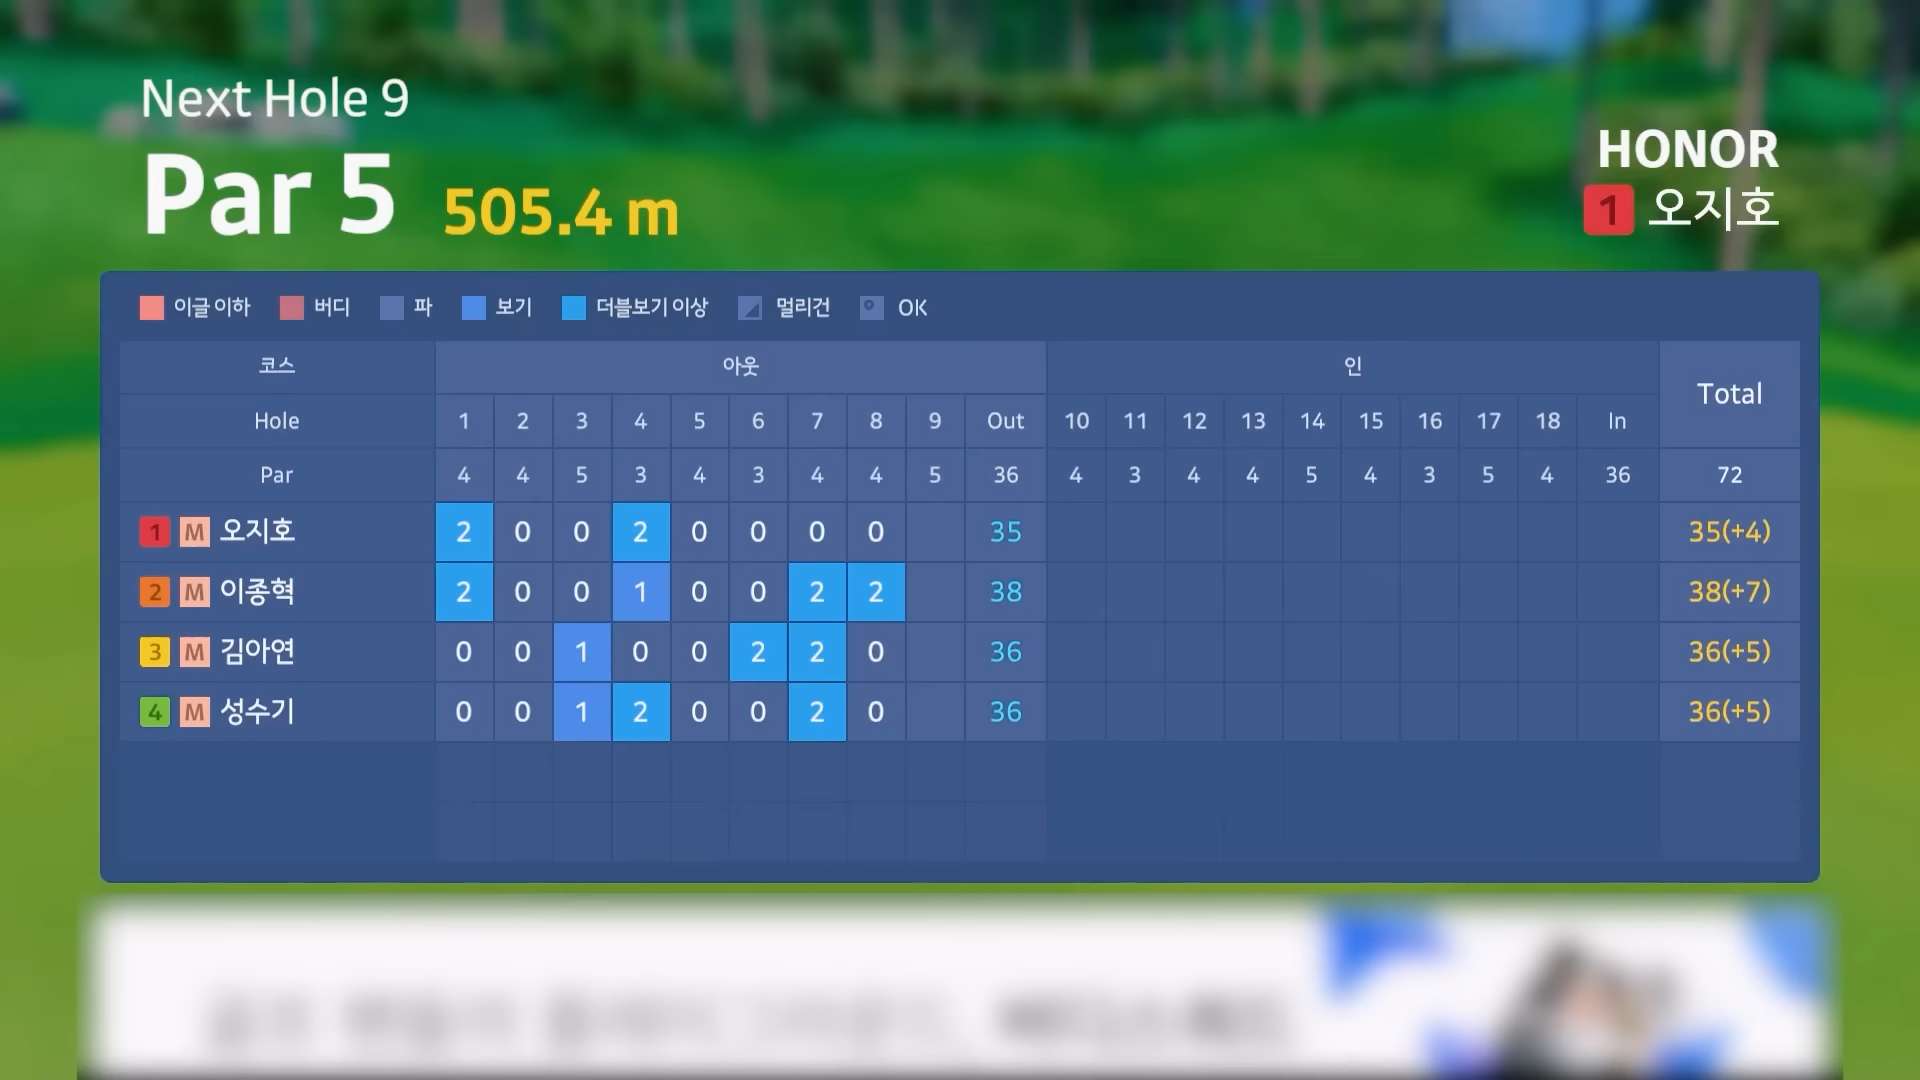 Next Hole 9
Par 5 505.4 m
HONOR
1 오지호
이글 이하 버디 파 보기 더블보기 이상 멀리건 OK
코스 아웃 인 Total
Hole 1 2 3 4 5 6 7 8 9 Out 10 11 12 13 14 15 16 17 18 In
Par 4 4 5 3 4 3 4 4 5 36 4 3 4 4 5 4 3 5 4 36 72
1 M 오지호 2 0 0 2 0 0 0 0 35 35(+4)
2 M 이종혁 2 0 0 1 0 0 2 2 38 38(+7)
3 M 김아연 0 0 1 0 0 2 2 0 36 36(+5)
4 M 성수기 0 0 1 2 0 0 2 0 36 36(+5)